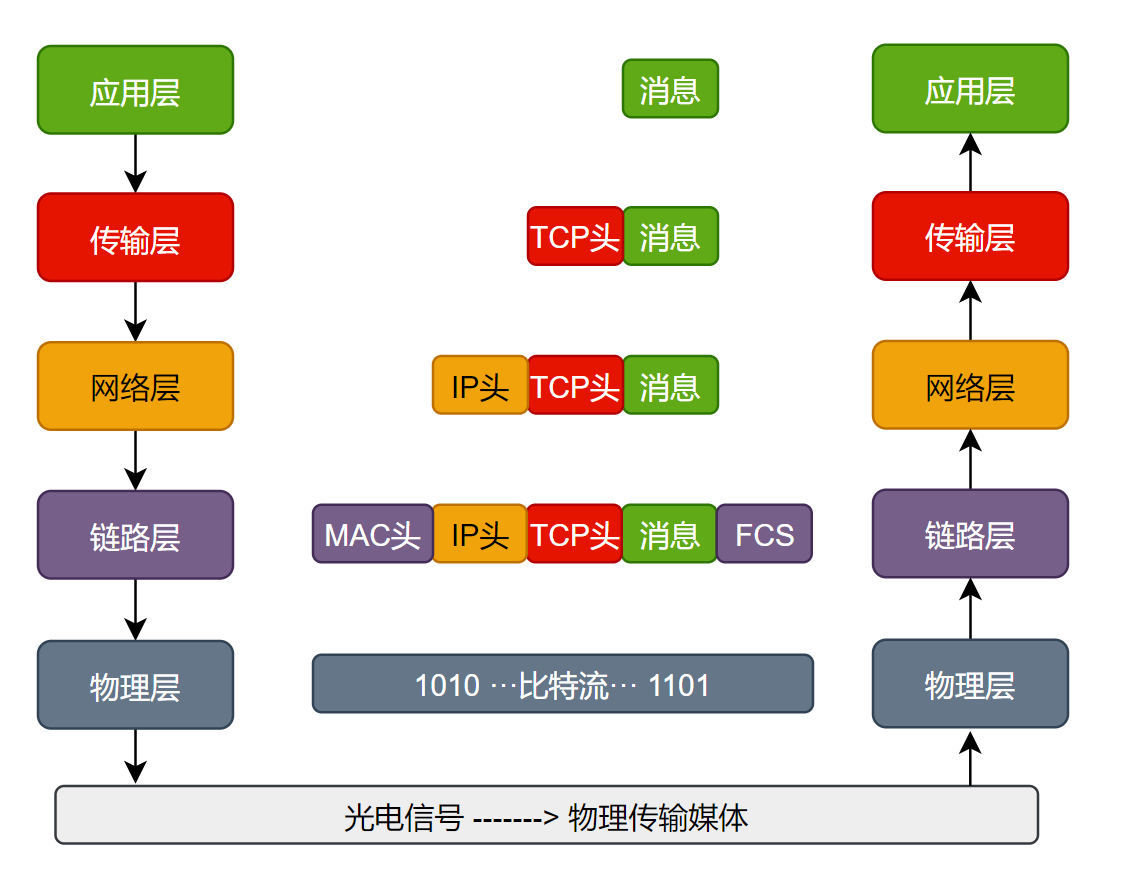 应用层
消息
应用层
传输层
TCP头 消息
传输层
网络层
IP头 TCP头 消息
网络层
链路层
MAC头 IP头 TCP头 消息 FCS
链路层
物理层
1010 ···比特流··· 1101
物理层
光电信号 -------> 物理传输媒体